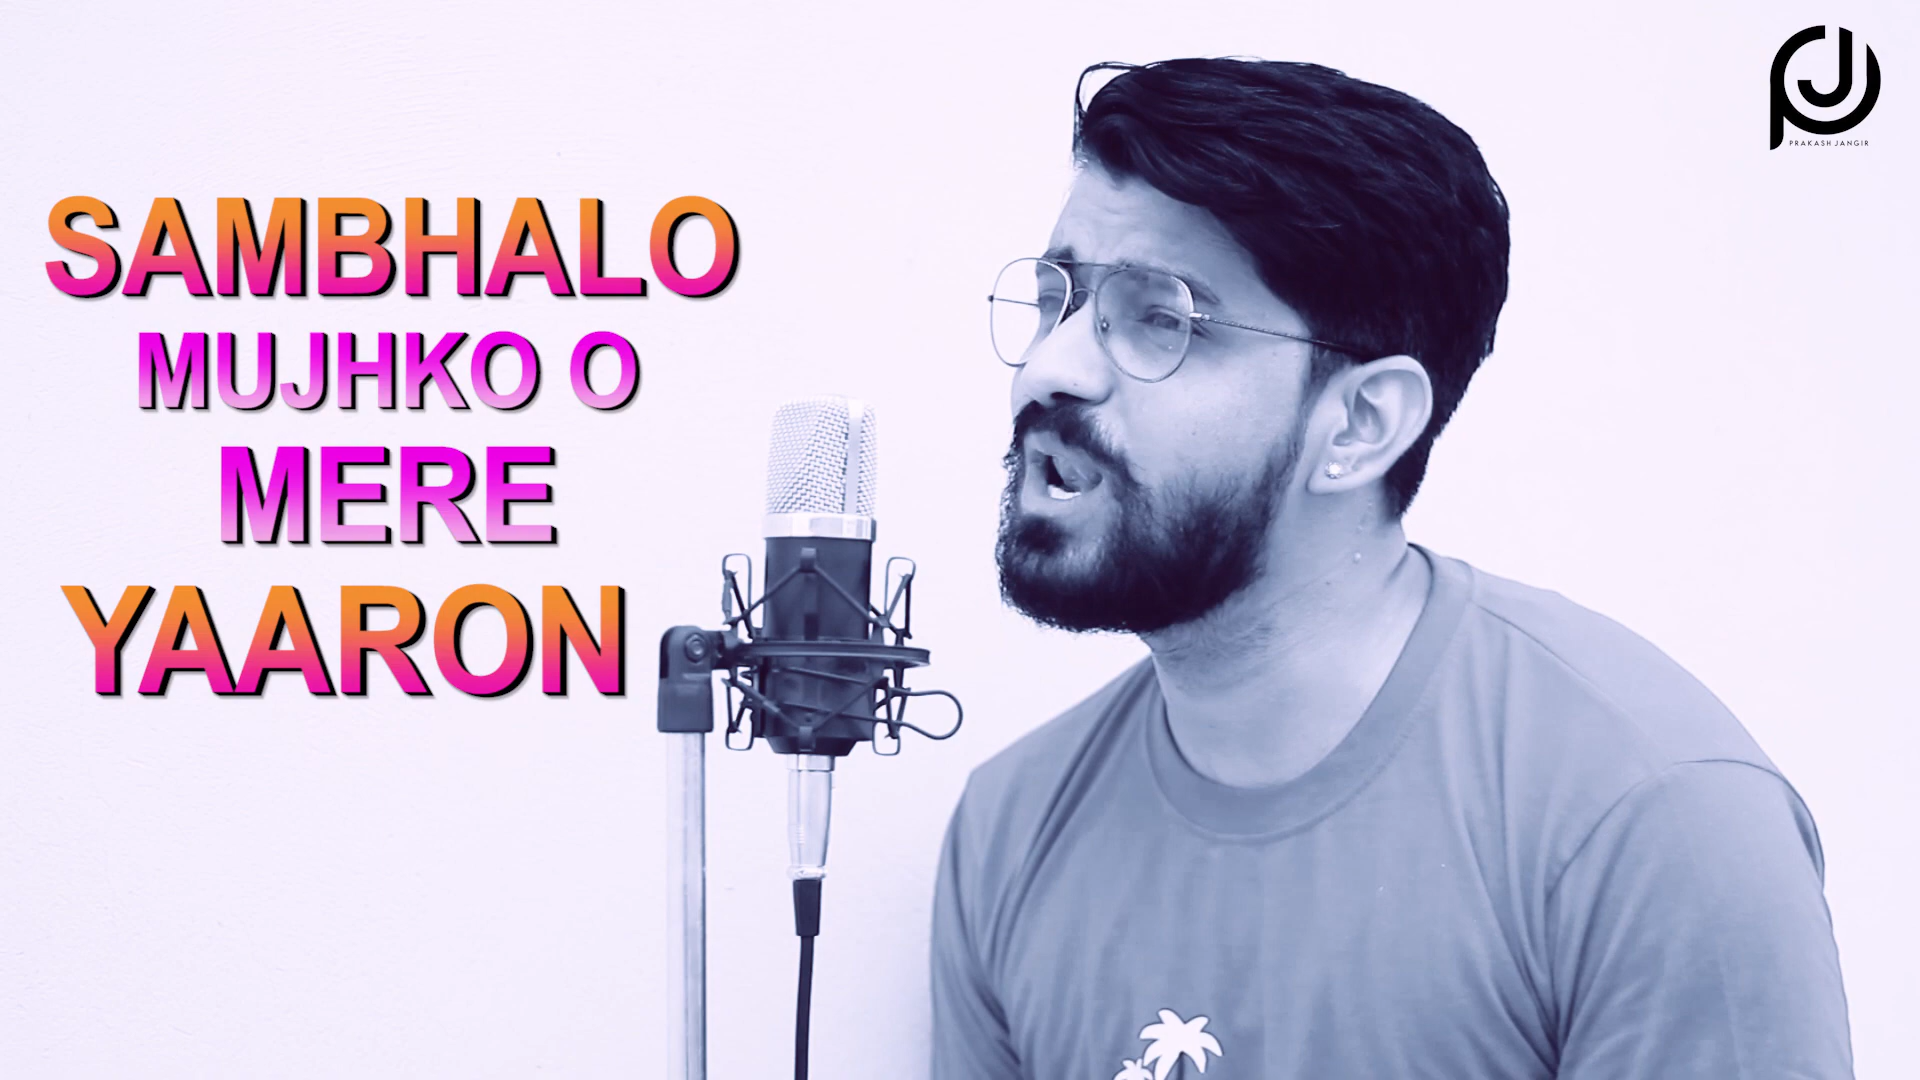 SAMBHALO
MUJHKO O
MERE
YAARON
PRAKASH JANGIR